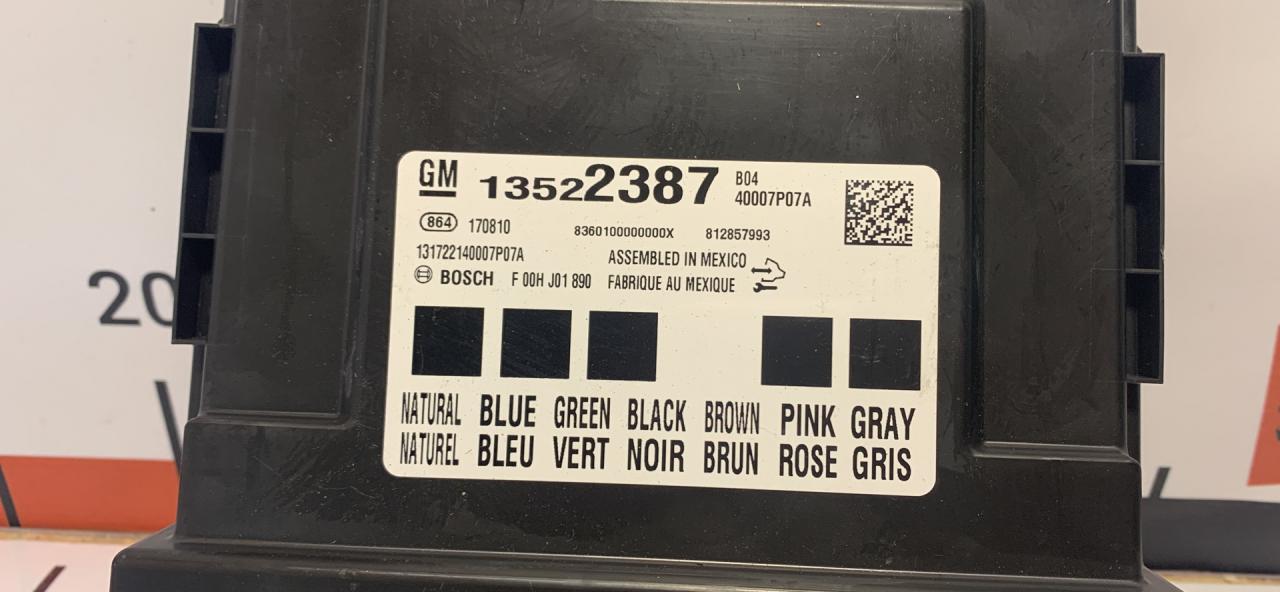 GM 13522387 B04
40007P07A
864 170810 8360100000000X 812857993
131722140007P07A ASSEMBLED IN MEXICO
BOSCH F 00H J01 890 FABRIQUE AU MEXIQUE
NATURAL BLUE GREEN BLACK BROWN PINK GRAY
NATUREL BLEU VERT NOIR BRUN ROSE GRIS
20